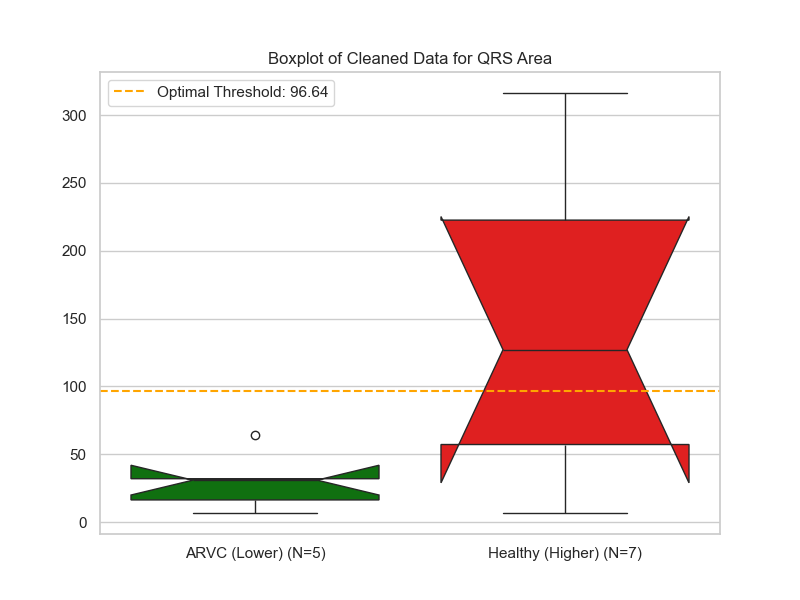 Boxplot of Cleaned Data for QRS Area
Optimal Threshold: 96.64
300
250
200
150
100
50
0
ARVC (Lower) (N=5)
Healthy (Higher) (N=7)